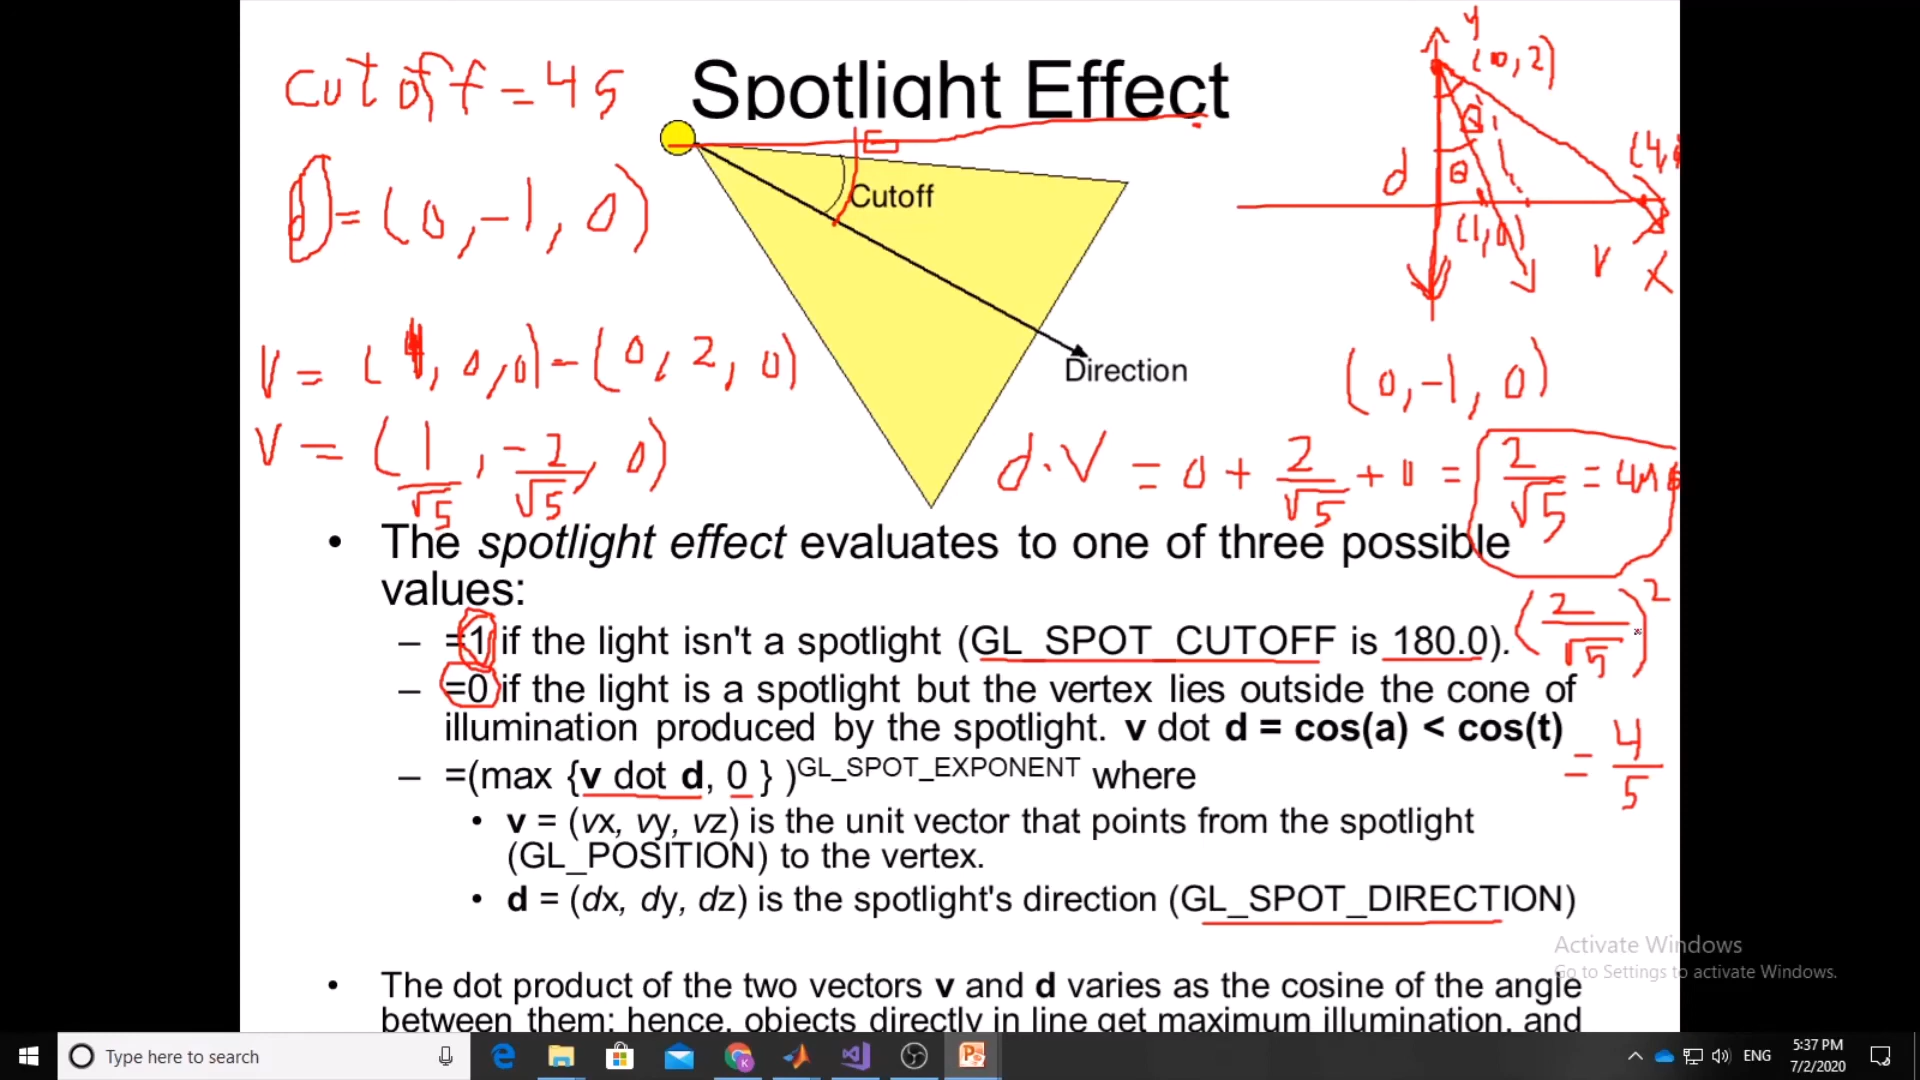 cut off = 45
Spotlight Effect
y
(0,2)
E
θ
d
θ
(1,0)
v
x
Cutoff
d = (0, -1, 0)
Direction
V = ( , 0, 0) - (0, 2, 0)
(0, -1, 0)
V = (1/√5, -2/√5, 0)
d.V = 0 + 2/√5 + 0 = 2/√5 =
• The spotlight effect evaluates to one of three possible
values:
(2/√5)²
– =1 if the light isn't a spotlight (GL_SPOT_CUTOFF is 180.0).
– =0 if the light is a spotlight but the vertex lies outside the cone of
illumination produced by the spotlight. v dot d = cos(a) < cos(t)
= 4/5
– =(max {v dot d, 0 } )GL_SPOT_EXPONENT where
• v = (vx, vy, vz) is the unit vector that points from the spotlight
(GL_POSITION) to the vertex.
• d = (dx, dy, dz) is the spotlight's direction (GL_SPOT_DIRECTION)
Activate Windows
Go to Settings to activate Windows.
• The dot product of the two vectors v and d varies as the cosine of the angle
between them; hence, objects directly in line get maximum illumination, and
Type here to search
ENG
5:37 PM
7/2/2020